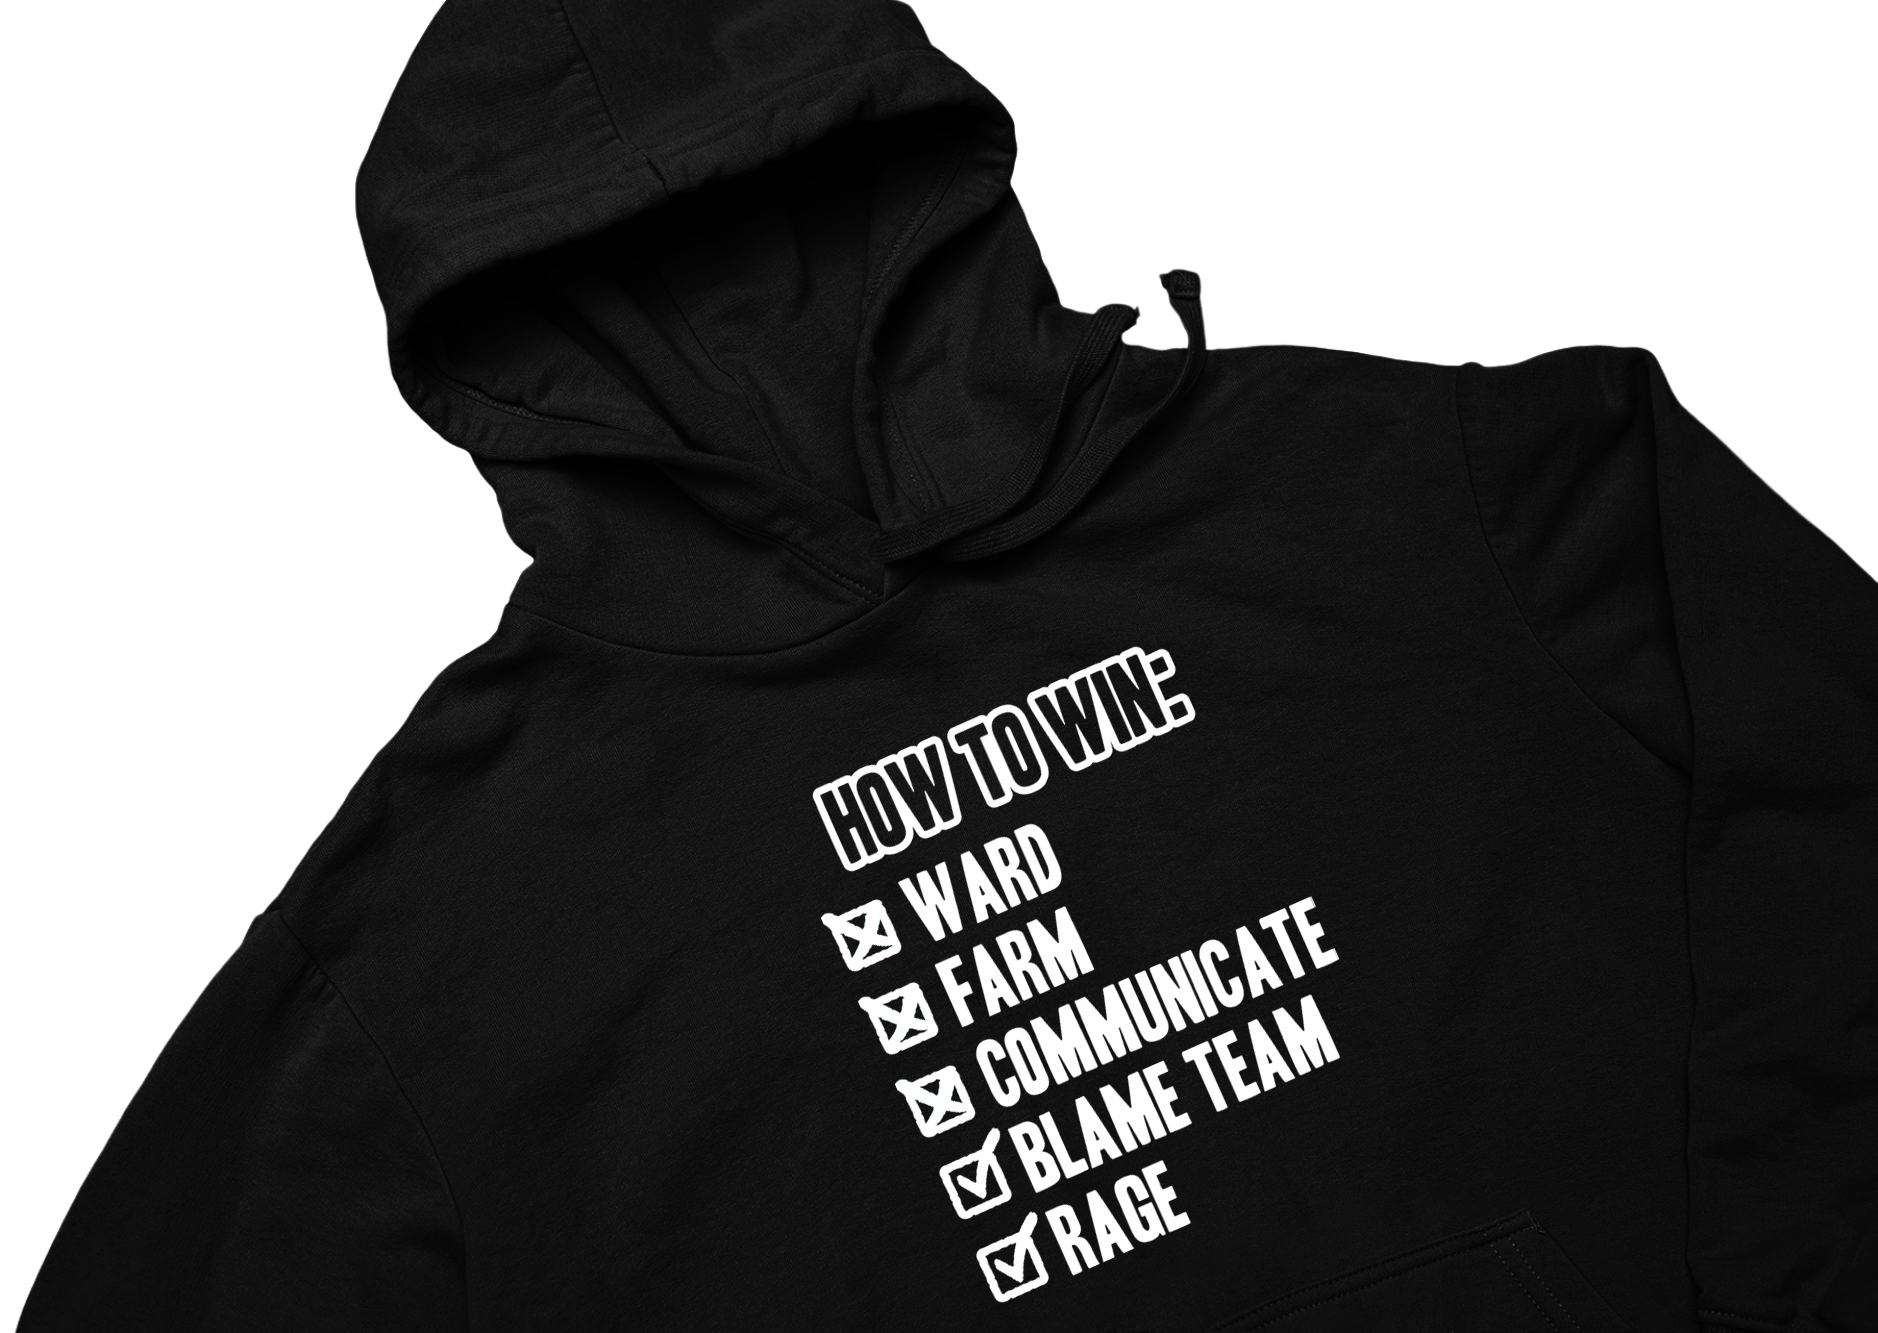 HOW TO WIN:
WARD
FARM
COMMUNICATE
BLAME TEAM
RAGE